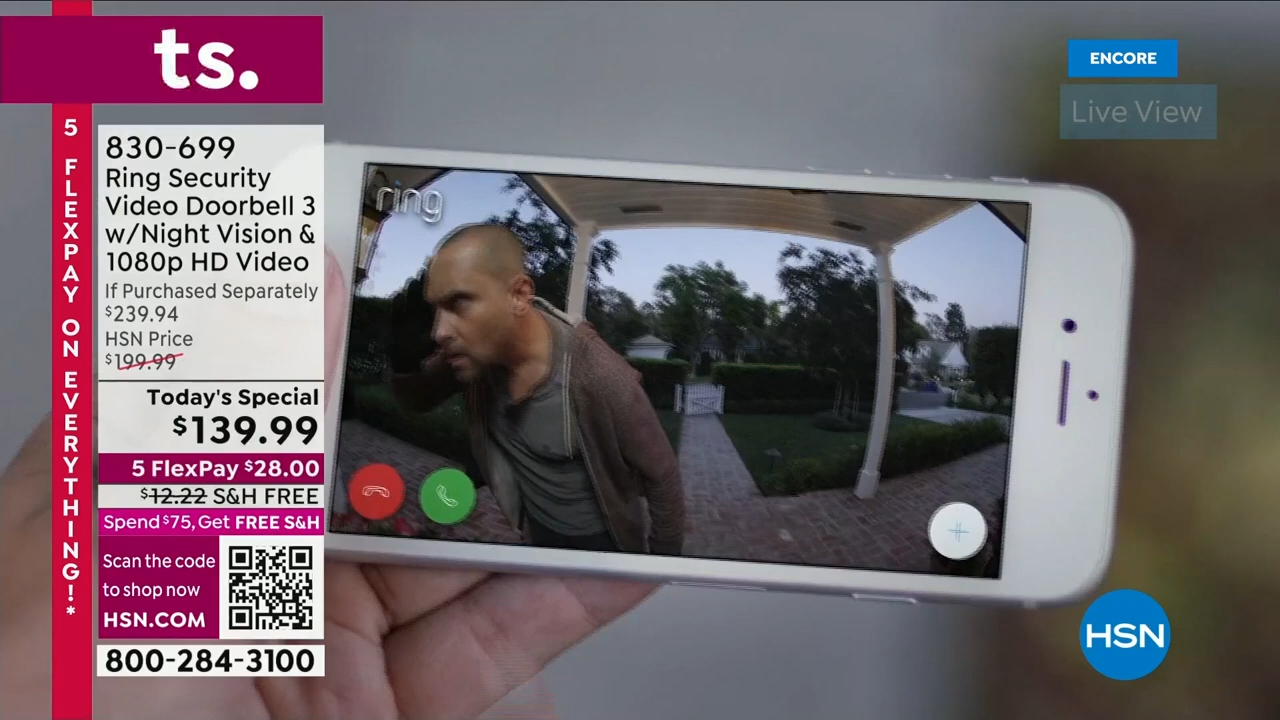 ts.
5 FLEXPAY ON EVERYTHING!*
830-699
Ring Security
Video Doorbell 3
w/Night Vision &
1080p HD Video
If Purchased Separately
$239.94
HSN Price
$199.99
Today's Special
$139.99
5 FlexPay $28.00
$12.22 S&H FREE
Spend $75, Get FREE S&H
Scan the code
to shop now
HSN.COM
800-284-3100
ring
ENCORE
Live View
HSN